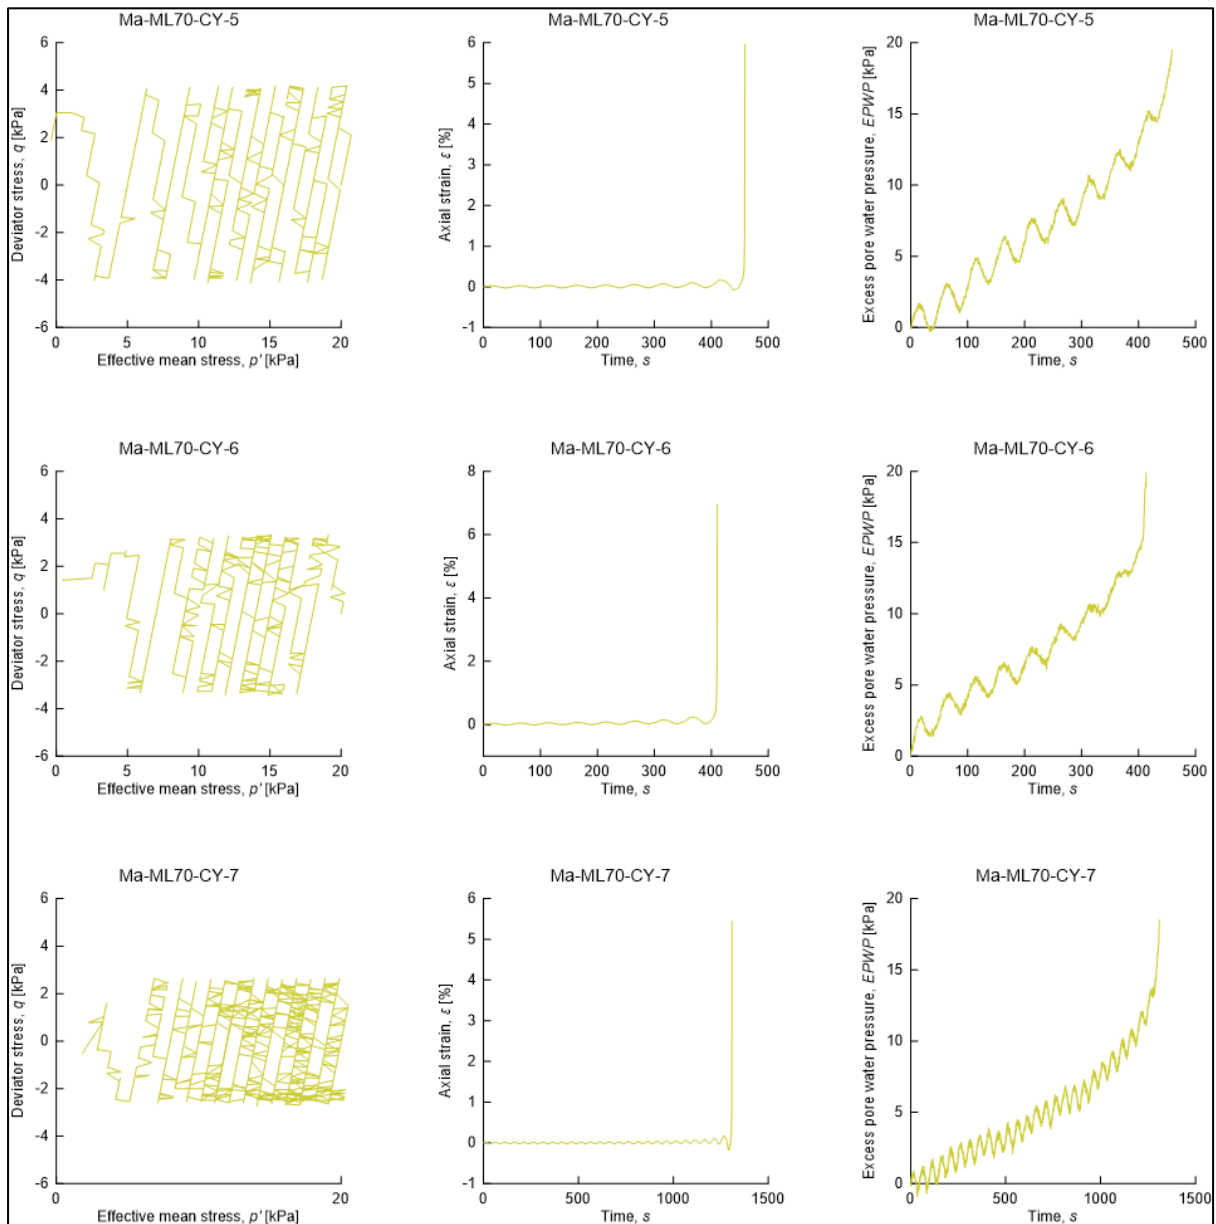 Ma-ML70-CY-5
6
4
2
0
-2
-4
-6
Deviator stress, q [kPa]
0 5 10 15 20
Effective mean stress, p' [kPa]
Ma-ML70-CY-5
6
5
4
3
2
1
0
-1
Axial strain, ε [%]
0 100 200 300 400 500
Time, s
Ma-ML70-CY-5
20
15
10
5
0
Excess pore water pressure, EPWP [kPa]
0 100 200 300 400 500
Time, s
Ma-ML70-CY-6
6
4
2
0
-2
-4
-6
Deviator stress, q [kPa]
0 5 10 15 20
Effective mean stress, p' [kPa]
Ma-ML70-CY-6
8
6
4
2
0
-2
Axial strain, ε [%]
0 100 200 300 400 500
Time, s
Ma-ML70-CY-6
20
15
10
5
0
Excess pore water pressure, EPWP [kPa]
0 100 200 300 400 500
Time, s
Ma-ML70-CY-7
6
4
2
0
-2
-4
-6
Deviator stress, q [kPa]
0 20
Effective mean stress, p' [kPa]
Ma-ML70-CY-7
6
5
4
3
2
1
0
-1
Axial strain, ε [%]
0 500 1000 1500
Time, s
Ma-ML70-CY-7
20
15
10
5
0
Excess pore water pressure, EPWP [kPa]
0 500 1000 1500
Time, s